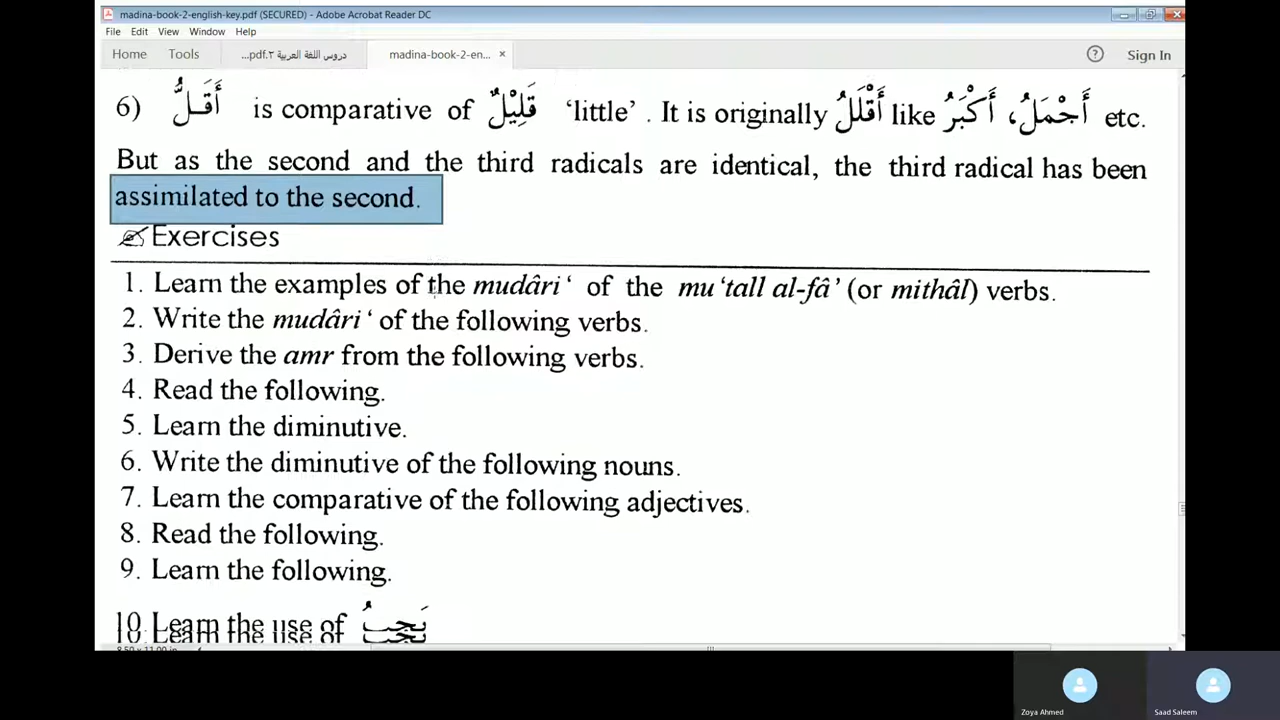 madina-book-2-english-key.pdf (SECURED) - Adobe Acrobat Reader DC
File Edit View Window Help
Home Tools دروس اللغة العربية ٢.pdf... madina-book-2-en... × ? Sign In
6) أَقَلُّ is comparative of قَلِيْلٌ ‘little’ . It is originally أَقْلَلُ like أَجْمَلُ، أَكْبَرُ etc.
But as the second and the third radicals are identical, the third radical has been
assimilated to the second.
Exercises
1. Learn the examples of the mudâri‘ of the mu‘tall al-fâ’ (or mithâl) verbs.
2. Write the mudâri‘ of the following verbs.
3. Derive the amr from the following verbs.
4. Read the following.
5. Learn the diminutive.
6. Write the diminutive of the following nouns.
7. Learn the comparative of the following adjectives.
8. Read the following.
9. Learn the following.
10. Learn the use of يَجِبُ
8.50 x 11.00 in
Zoya Ahmed
Saad Saleem